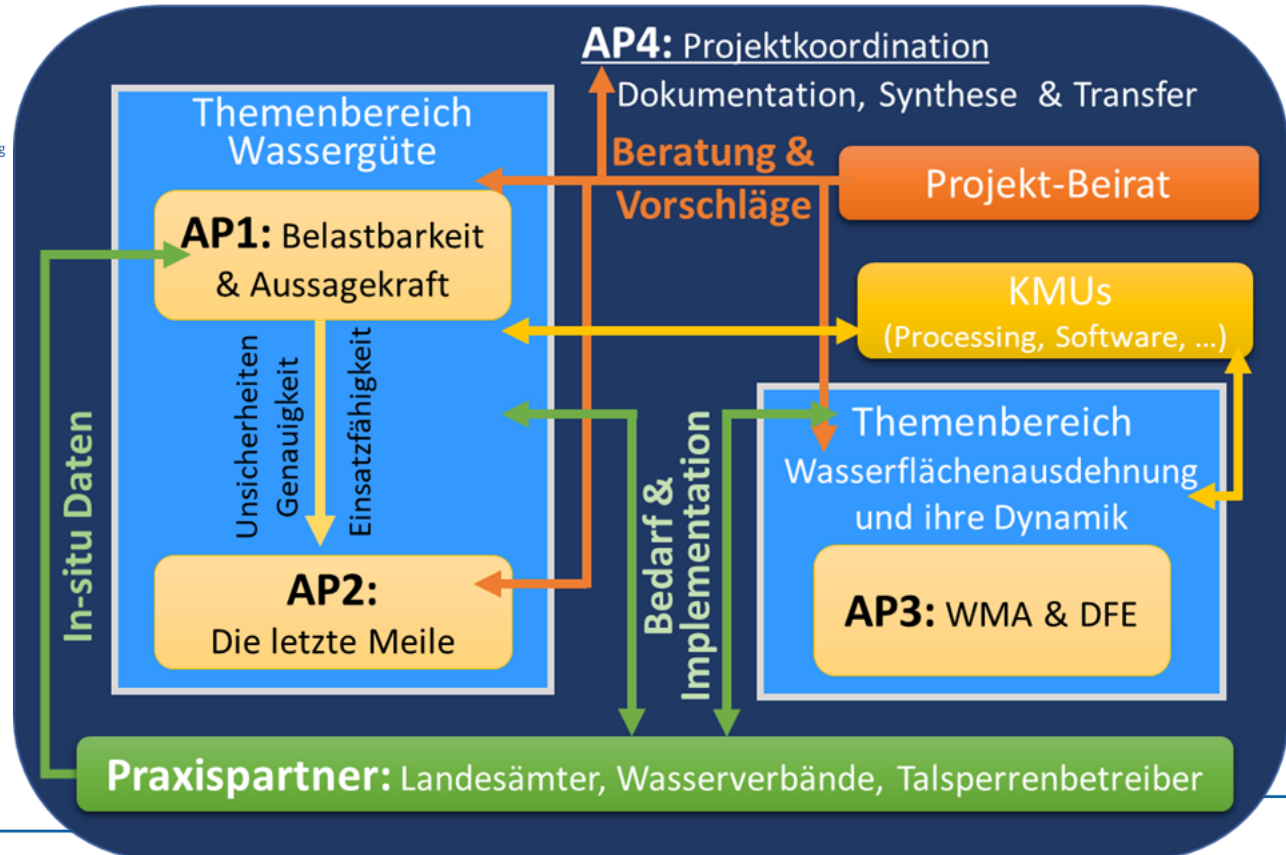 AP4: Projektkoordination
Dokumentation, Synthese & Transfer
Themenbereich
Wassergüte
g
Beratung &
Vorschläge
Projekt-Beirat
AP1: Belastbarkeit
& Aussagekraft
KMUs
(Processing, Software, ...)
Unsicherheiten
Genauigkeit
Einsatzfähigkeit
In-situ Daten
Bedarf &
Implementation
Themenbereich
Wasserflächenausdehnung
und ihre Dynamik
AP2:
Die letzte Meile
AP3: WMA & DFE
Praxispartner: Landesämter, Wasserverbände, Talsperrenbetreiber